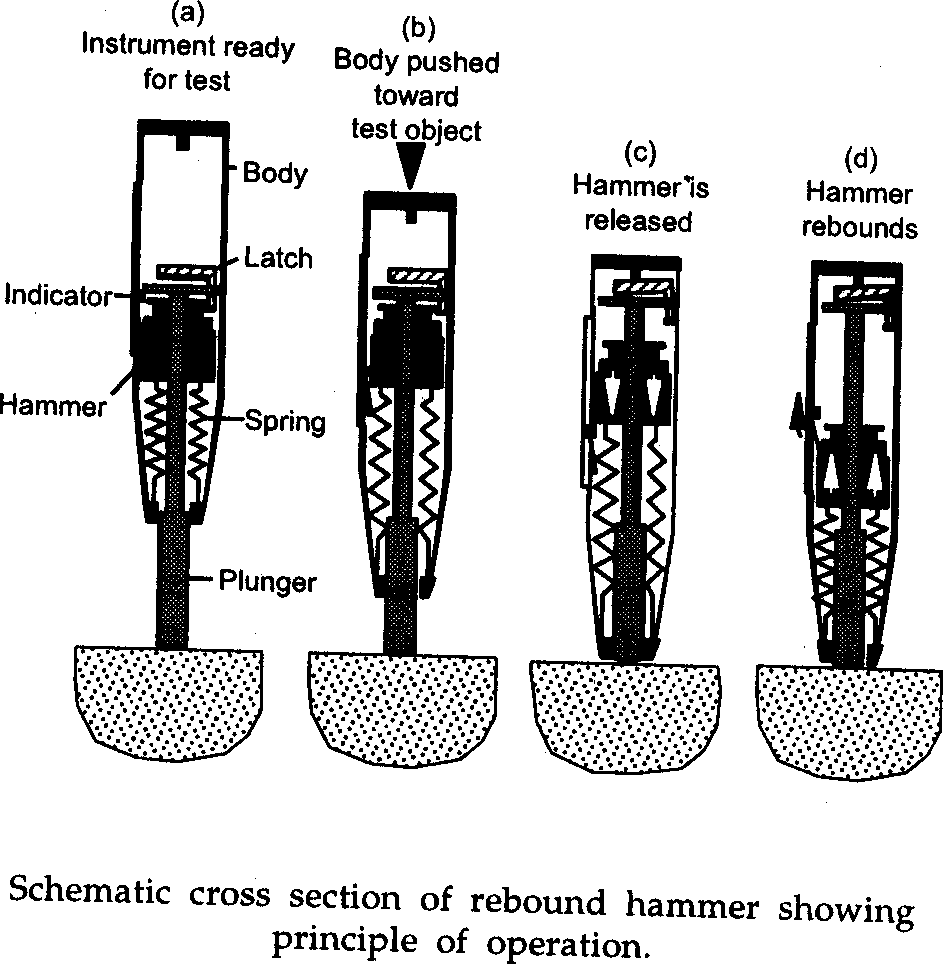 (a)
Instrument ready
for test
(b)
Body pushed
toward
test object
(c)
Hammer is
released
(d)
Hammer
rebounds
Body
Latch
Indicator
Hammer
Spring
Plunger
Schematic cross section of rebound hammer showing
principle of operation.